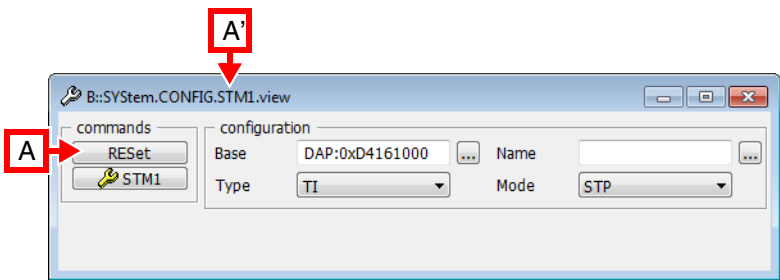 A’
B::SYStem.CONFIG.STM1.view
commands
configuration
A
RESet
Base
DAP:0xD4161000
...
Name
...
STM1
Type
TI
Mode
STP